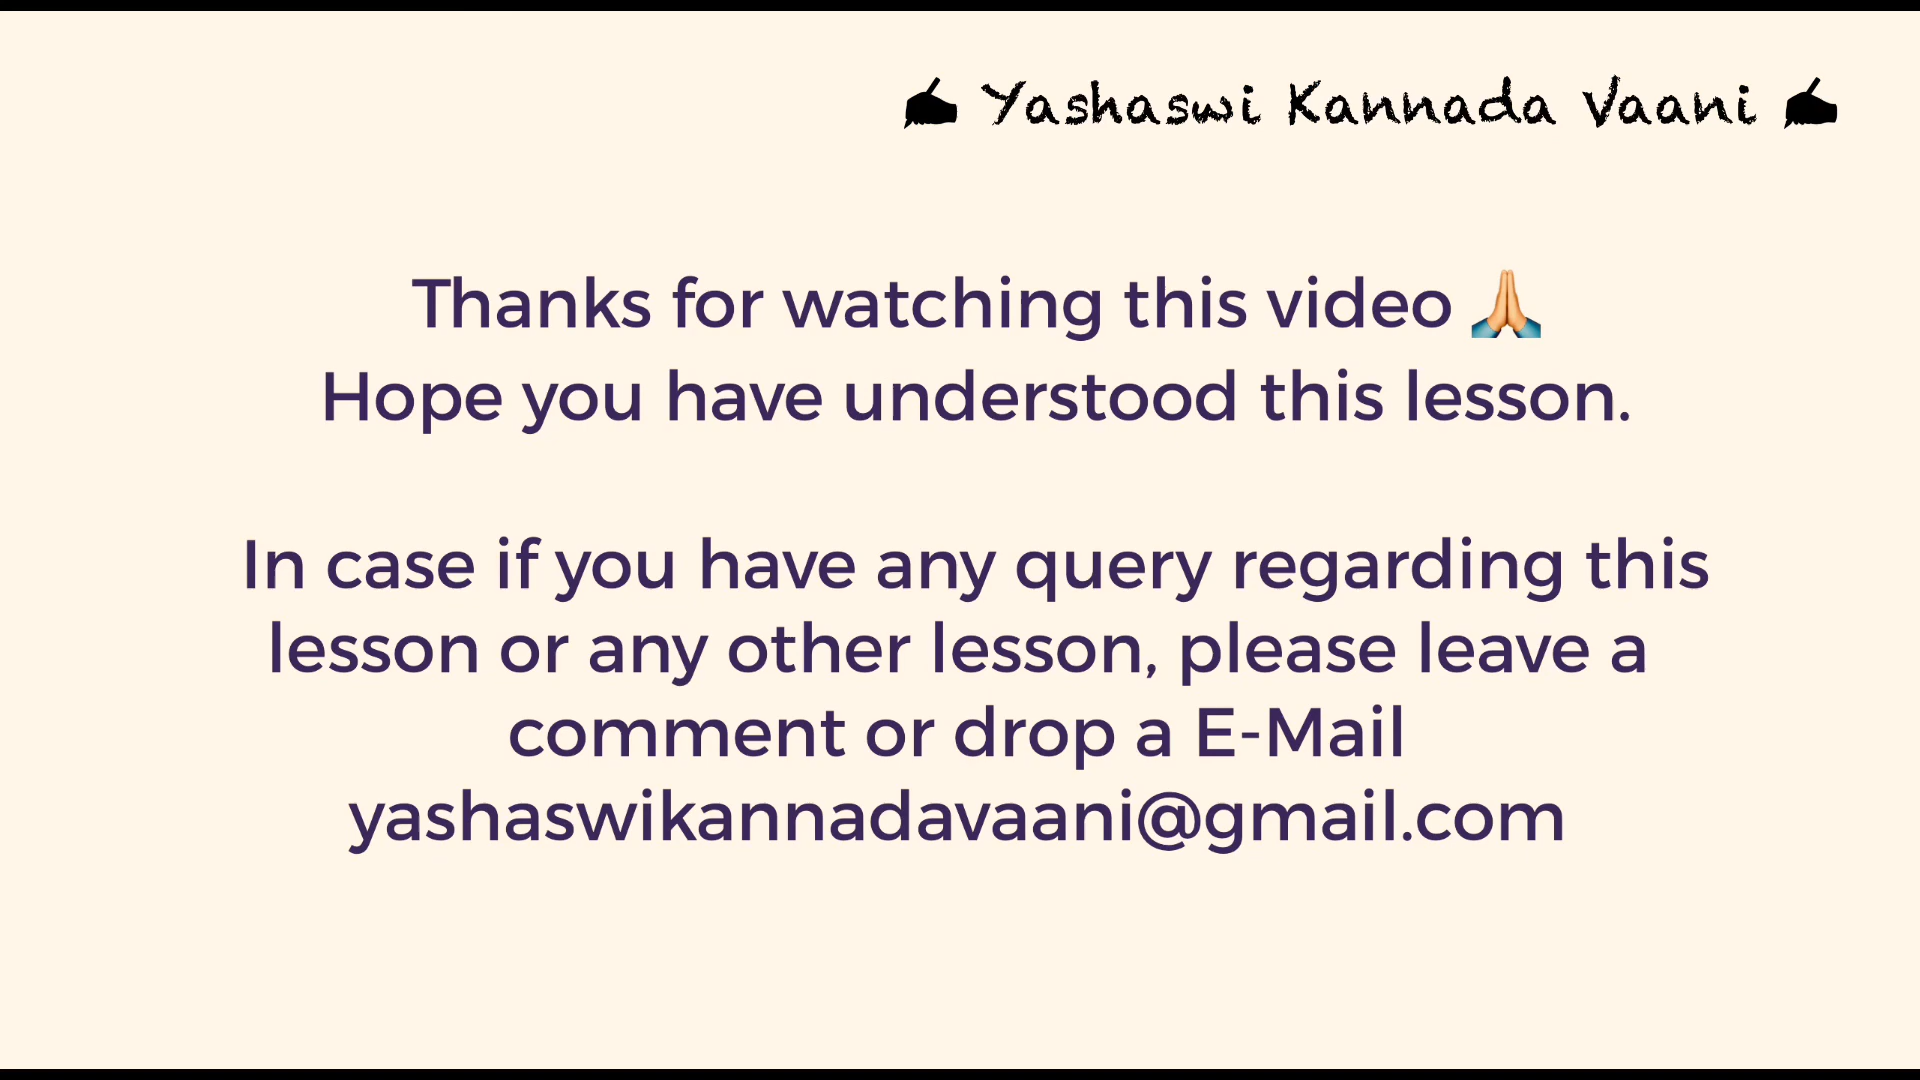 ✍ Yashaswi Kannada Vaani ✍
Thanks for watching this video 🙏
Hope you have understood this lesson.
In case if you have any query regarding this
lesson or any other lesson, please leave a
comment or drop a E-Mail
yashaswikannadavaani@gmail.com